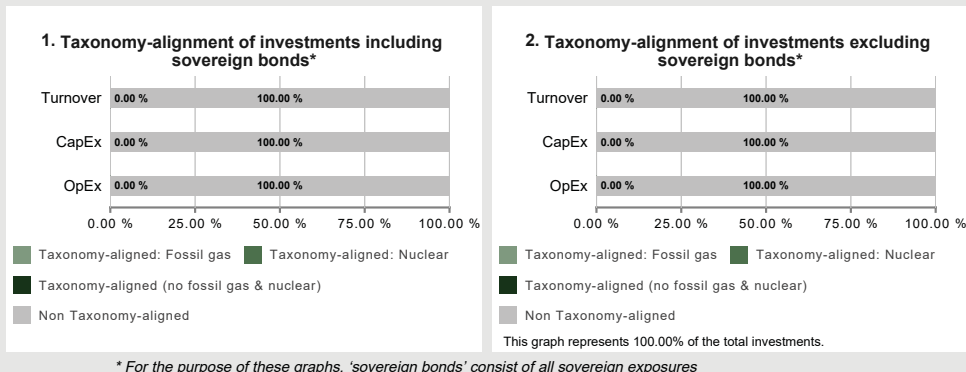 1. Taxonomy-alignment of investments including
sovereign bonds*
Turnover 0.00 % 100.00 %
CapEx 0.00 % 100.00 %
OpEx 0.00 % 100.00 %
0.00 % 25.00 % 50.00 % 75.00 % 100.00 %
Taxonomy-aligned: Fossil gas Taxonomy-aligned: Nuclear
Taxonomy-aligned (no fossil gas & nuclear)
Non Taxonomy-aligned
2. Taxonomy-alignment of investments excluding
sovereign bonds*
Turnover 0.00 % 100.00 %
CapEx 0.00 % 100.00 %
OpEx 0.00 % 100.00 %
0.00 % 25.00 % 50.00 % 75.00 % 100.00 %
Taxonomy-aligned: Fossil gas Taxonomy-aligned: Nuclear
Taxonomy-aligned (no fossil gas & nuclear)
Non Taxonomy-aligned
This graph represents 100.00% of the total investments.
* For the purpose of these graphs, ‘sovereign bonds’ consist of all sovereign exposures